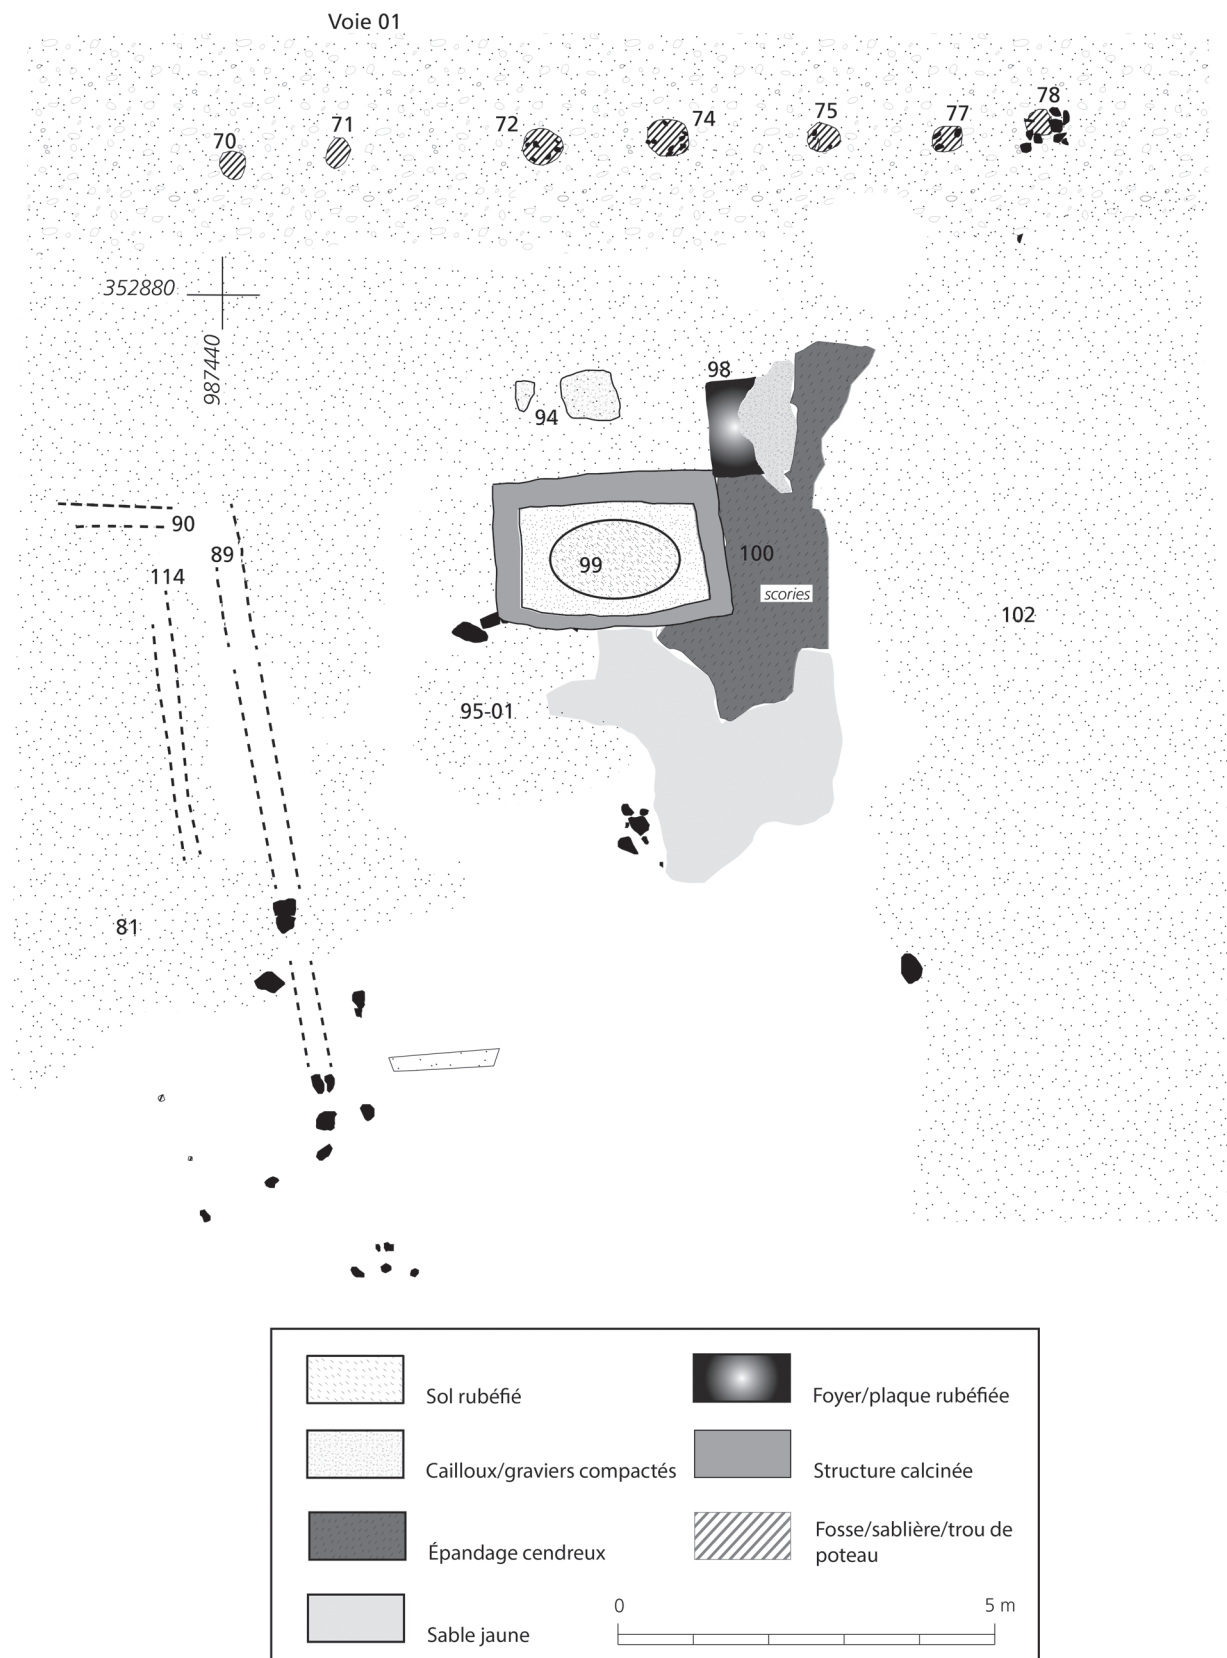 Voie 01
78
77
75
74
72
71
70
352880
987440
98
94
90
89
114
99
100
scories
102
95-01
81
Sol rubéfié
Foyer/plaque rubéfiée
Cailloux/graviers compactés
Structure calcinée
Épandage cendreux
Fosse/sablière/trou de
poteau
Sable jaune
0
5 m